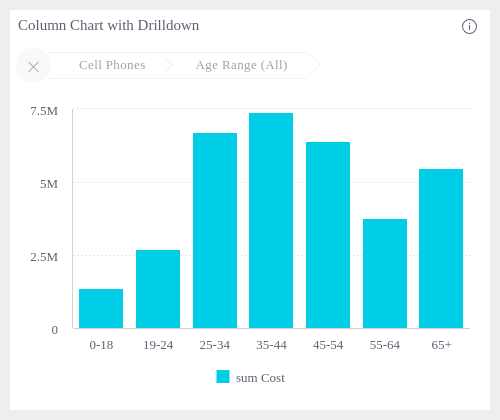 Column Chart with Drilldown
Cell Phones
Age Range (All)
7.5M
5M
2.5M
0
0-18
19-24
25-34
35-44
45-54
55-64
65+
sum Cost